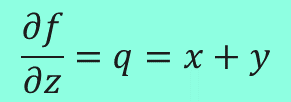 ∂f/∂z = q = x + y